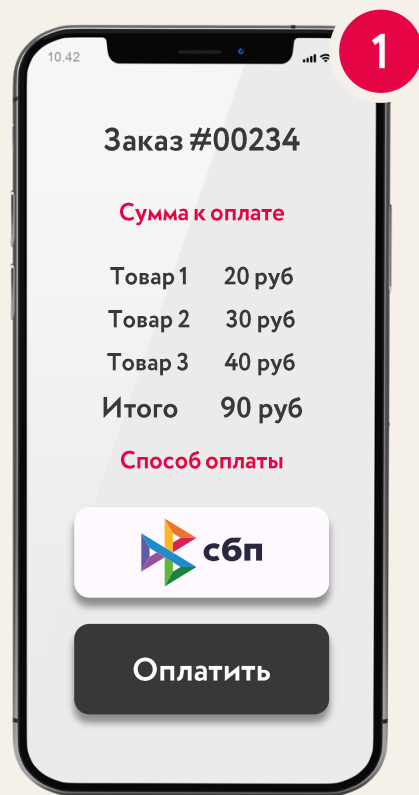 10.42
1
Заказ #00234
Сумма к оплате
Товар 1 20 руб
Товар 2 30 руб
Товар 3 40 руб
Итого 90 руб
Способ оплаты
сбп
Оплатить